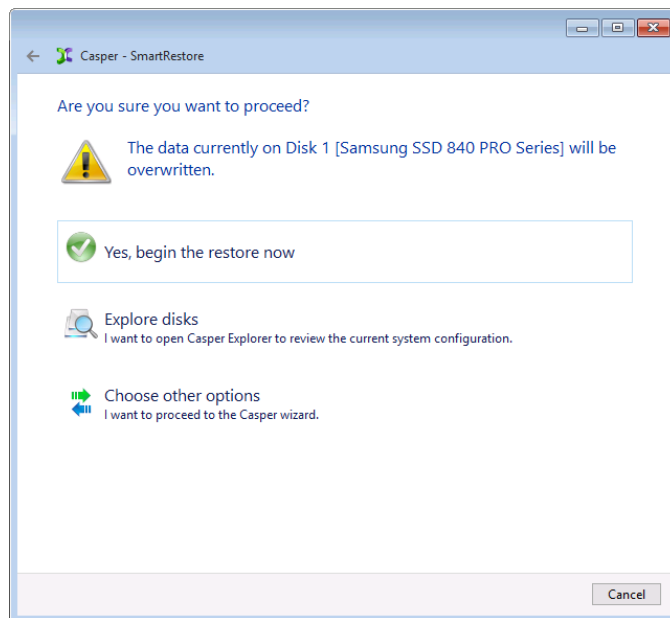 Casper - SmartRestore
Are you sure you want to proceed?
The data currently on Disk 1 [Samsung SSD 840 PRO Series] will be
overwritten.
Yes, begin the restore now
Explore disks
I want to open Casper Explorer to review the current system configuration.
Choose other options
I want to proceed to the Casper wizard.
Cancel